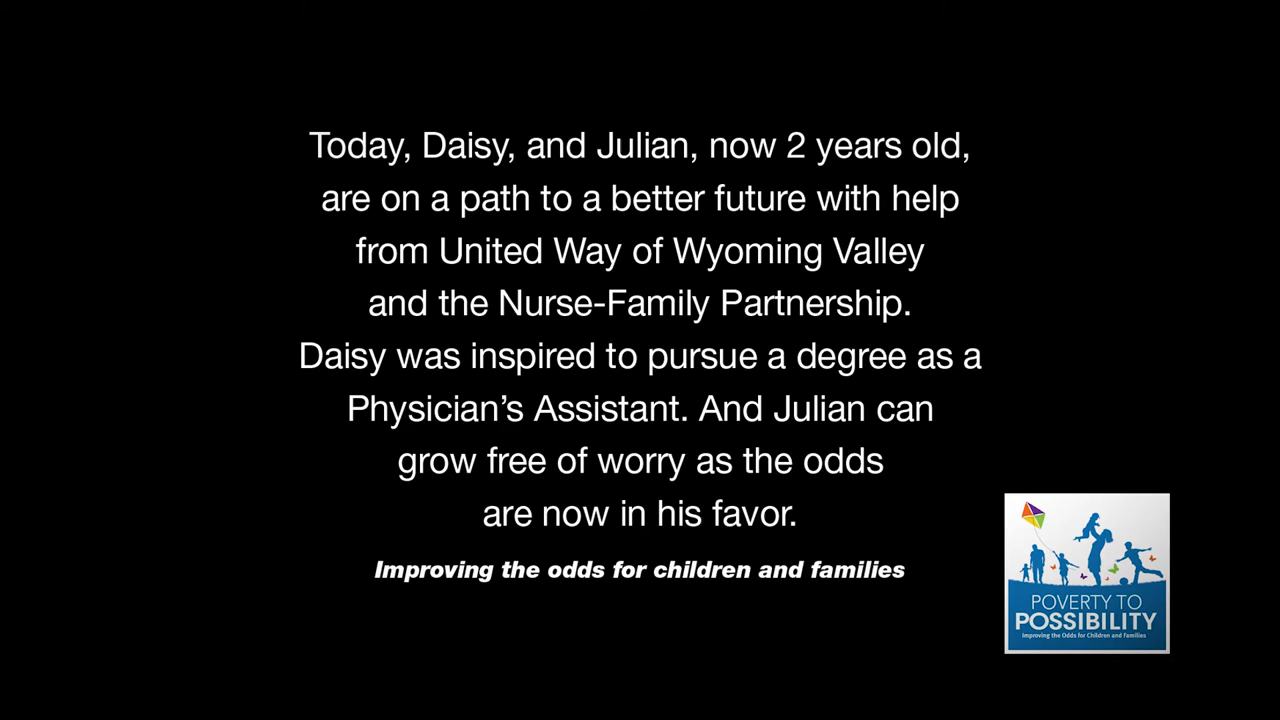 Today, Daisy, and Julian, now 2 years old,
are on a path to a better future with help
from United Way of Wyoming Valley
and the Nurse-Family Partnership.
Daisy was inspired to pursue a degree as a
Physician’s Assistant. And Julian can
grow free of worry as the odds
are now in his favor.
Improving the odds for children and families
POVERTY TO
POSSIBILITY
Improving the Odds for Children and Families